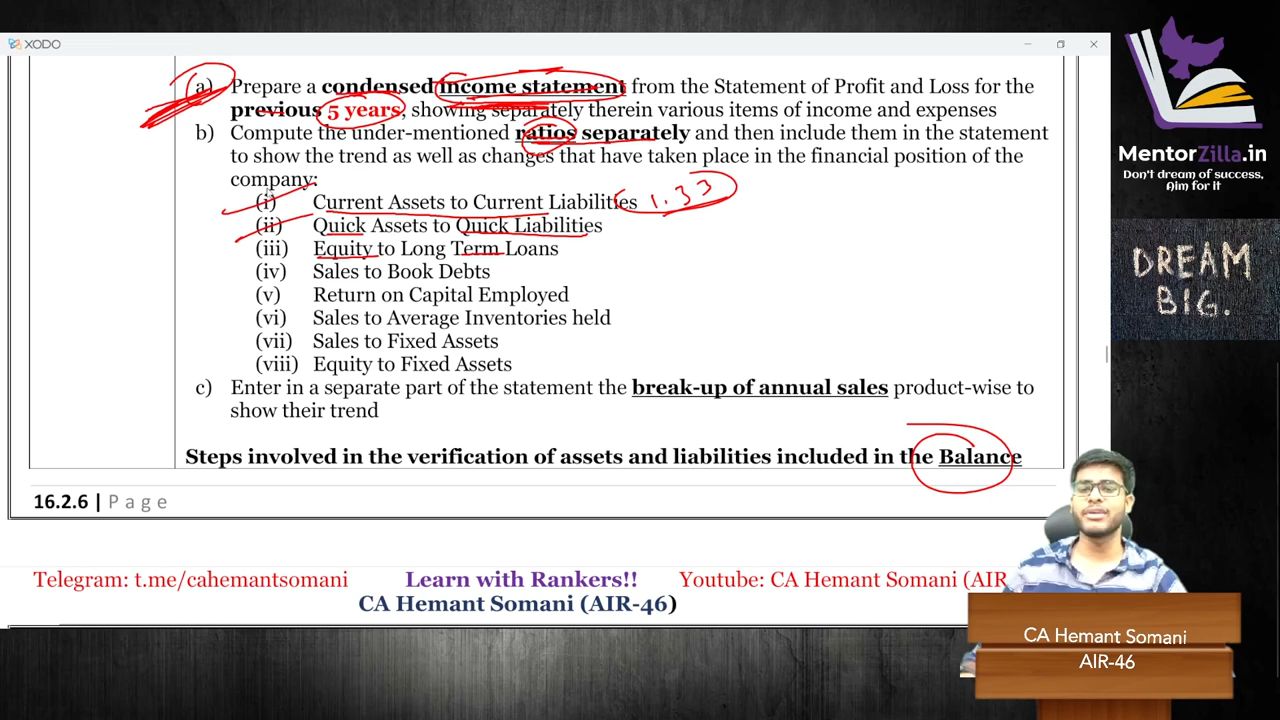 XODO
a) Prepare a condensed income statement from the Statement of Profit and Loss for the
previous 5 years, showing separately therein various items of income and expenses
b) Compute the under-mentioned ratios separately and then include them in the statement
to show the trend as well as changes that have taken place in the financial position of the
company:
(i) Current Assets to Current Liabilities 1.33
(ii) Quick Assets to Quick Liabilities
(iii) Equity to Long Term Loans
(iv) Sales to Book Debts
(v) Return on Capital Employed
(vi) Sales to Average Inventories held
(vii) Sales to Fixed Assets
(viii) Equity to Fixed Assets
c) Enter in a separate part of the statement the break-up of annual sales product-wise to
show their trend
Steps involved in the verification of assets and liabilities included in the Balance
16.2.6 | Page
Telegram: t.me/cahemantsomani Learn with Rankers!! Youtube: CA Hemant Somani (AIR
CA Hemant Somani (AIR-46)
MentorZilla.in
Don't dream of success,
Aim for it
DREAM
BIG.
CA Hemant Somani
AIR-46